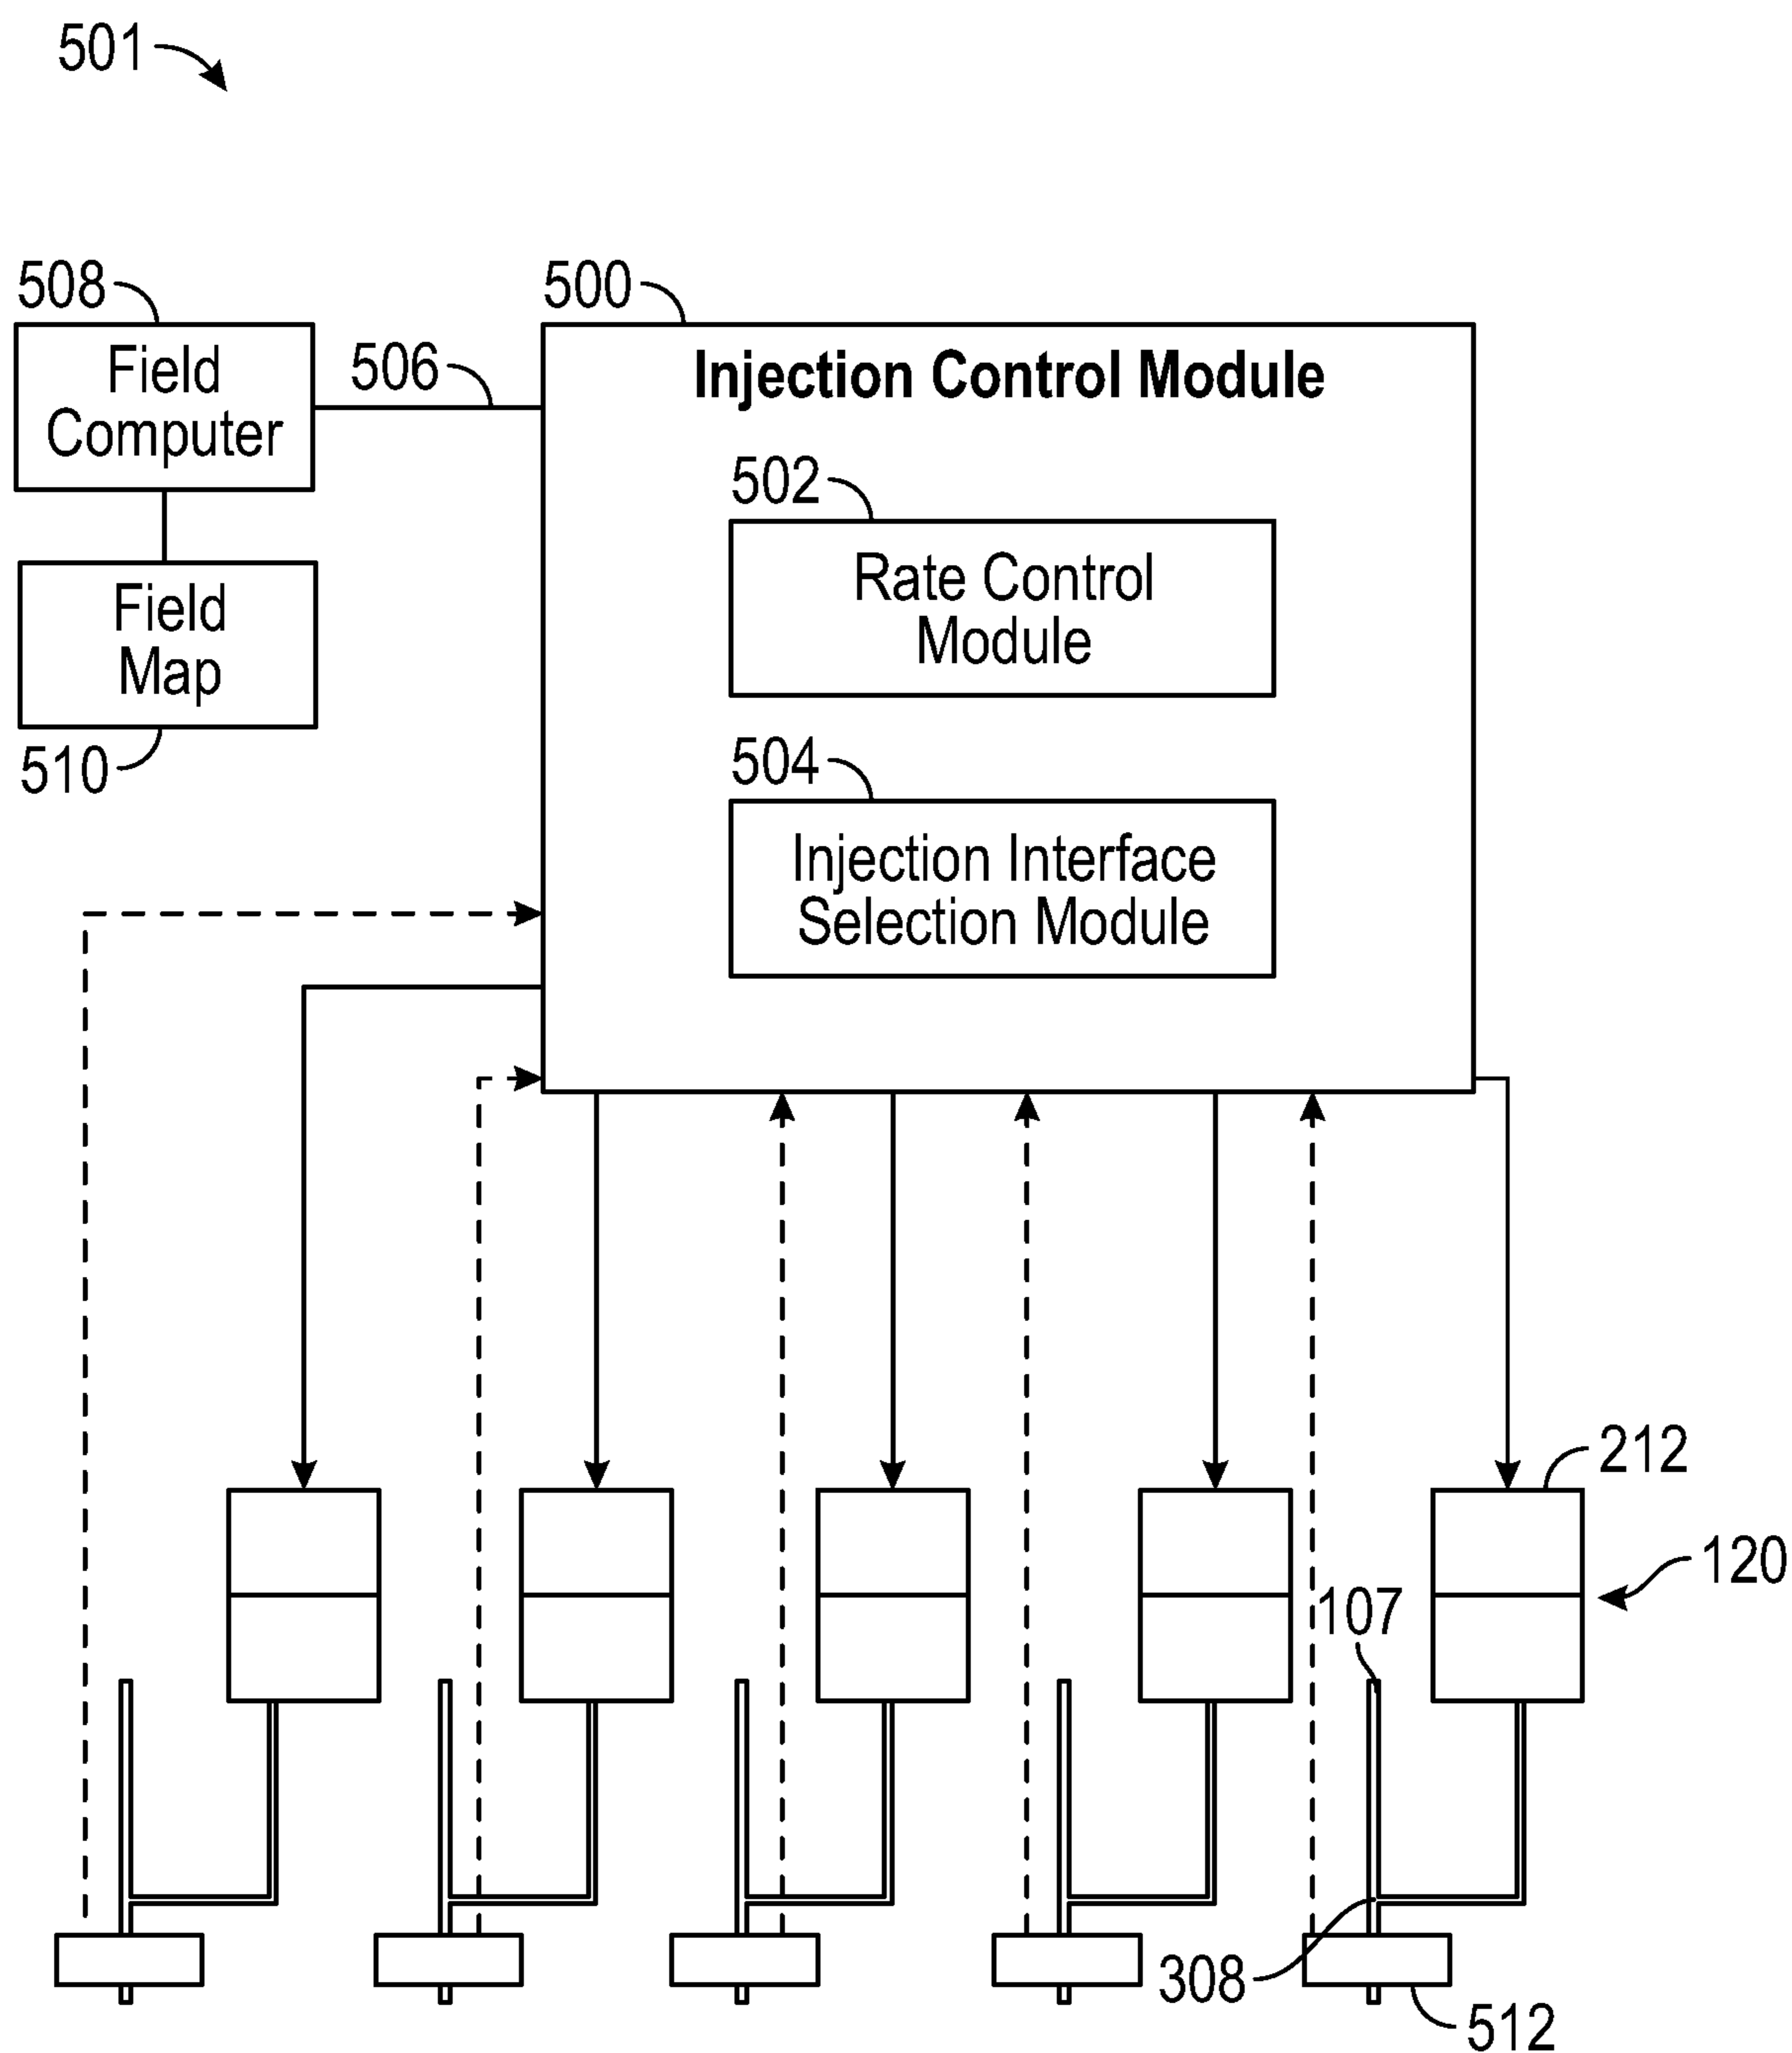 501
508
500
Field
Computer
506
Injection Control Module
502
Rate Control
Module
Field
Map
510
504
Injection Interface
Selection Module
212
120
107
308
512